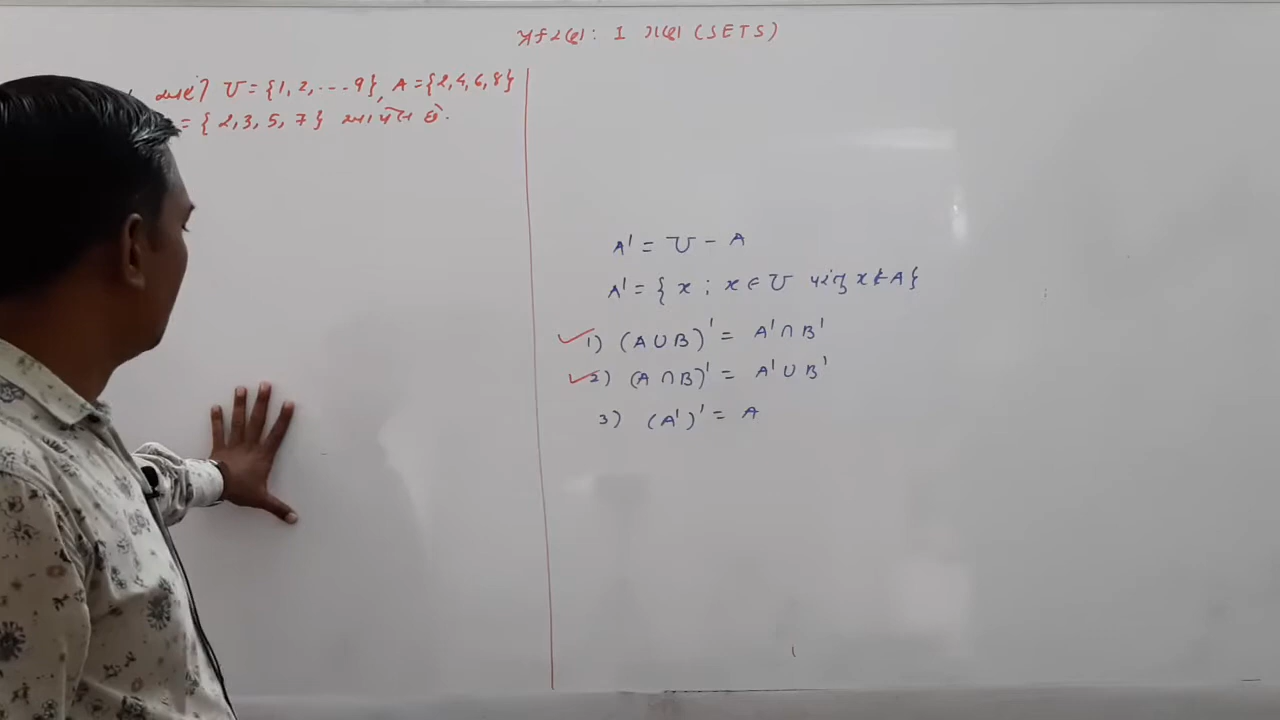 પ્રકરણ: 1 ગણ (SETS)
U = {1, 2, ... 9}, A = {2, 4, 6, 8}
= { 2, 3, 5, 7 } આપેલ છે.
A' = U - A
A' = { x ; x ∈ U પરંતુ x ∉ A}
1) (A ∪ B)' = A' ∩ B'
2) (A ∩ B)' = A' ∪ B'
3) (A')' = A